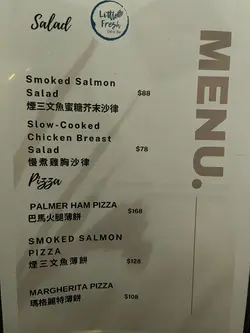 Salad
Little
Fresh
MENU.
Smoked Salmon
Salad
$88
煙三文魚蜜糖芥末沙律
Slow-Cooked
Chicken Breast
Salad
$78
慢煮雞胸沙律
Pizza
PALMER HAM PIZZA
$168
巴馬火腿薄餅
SMOKED SALMON
PIZZA
煙三文魚薄餅
$128
MARGHERITA PIZZA
瑪格麗特薄餅
$108